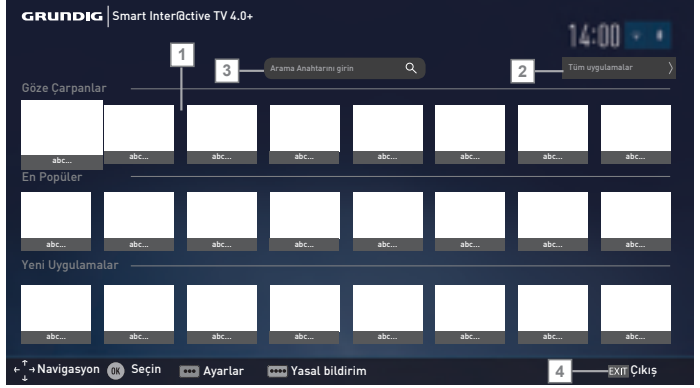 GRUNDIG Smart Inter@ctive TV 4.0+
14:00
1
3 Arama Anahtarını girin 2 Tüm uygulamalar
Göze Çarpanlar
abc... abc... abc... abc... abc... abc... abc... abc...
En Popüler
abc... abc... abc... abc... abc... abc... abc... abc...
Yeni Uygulamalar
abc... abc... abc... abc... abc... abc... abc... abc...
Navigasyon OK Seçin Ayarlar Yasal bildirim 4 EXIT Çıkış